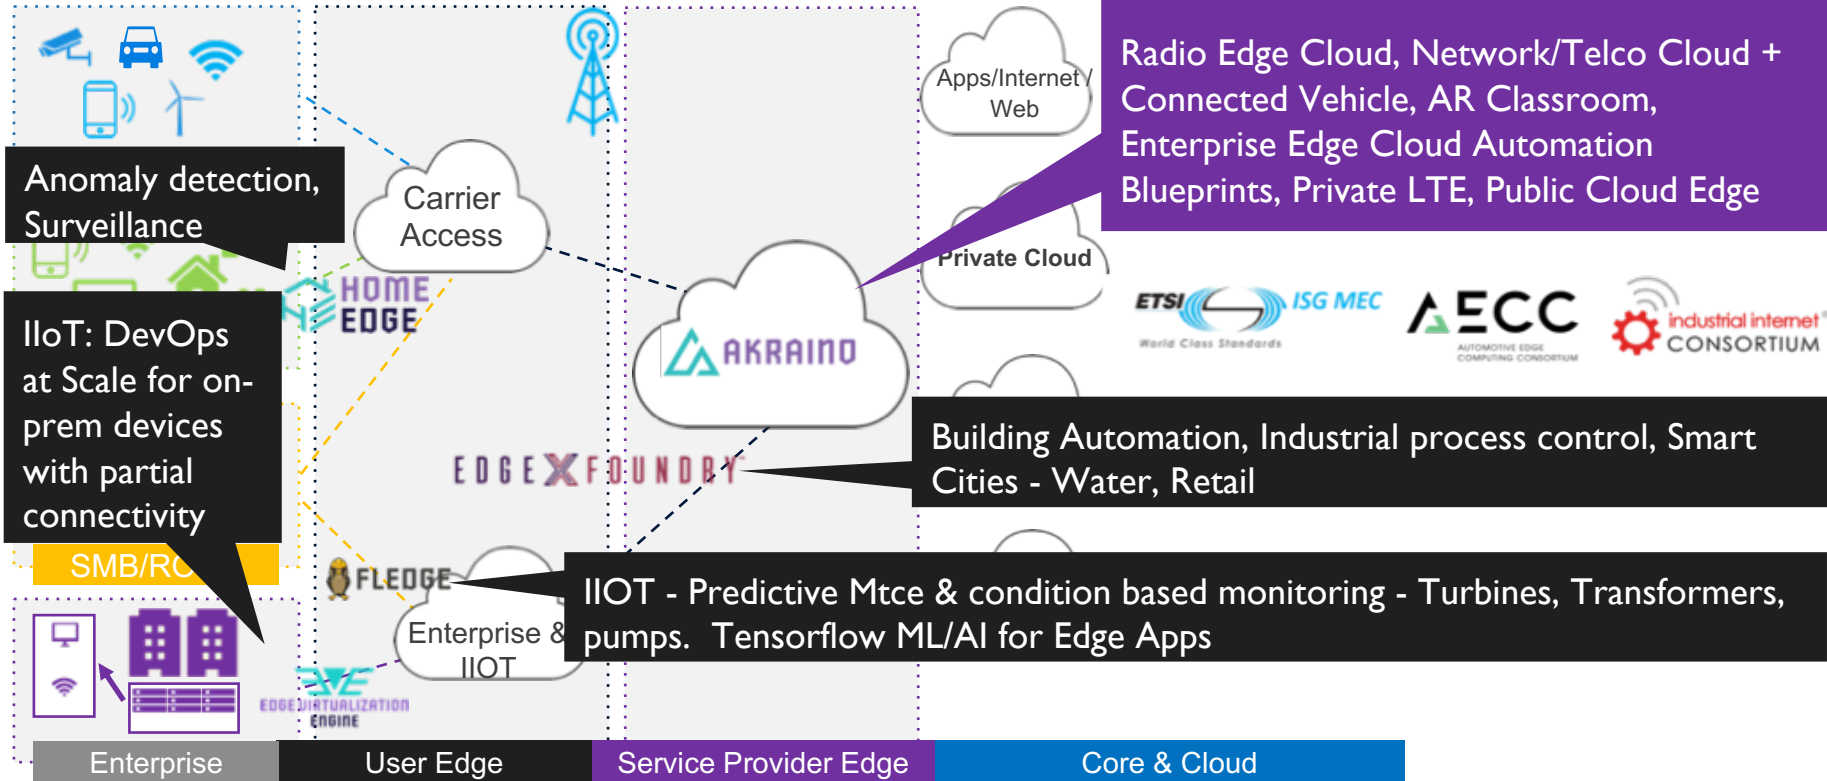 Apps/Internet /
Web
Radio Edge Cloud, Network/Telco Cloud +
Connected Vehicle, AR Classroom,
Enterprise Edge Cloud Automation
Blueprints, Private LTE, Public Cloud Edge
Anomaly detection,
Surveillance
Carrier
Access
Private Cloud
HOME
EDGE
ETSI ISG MEC
World Class Standards
AECC
AUTOMOTIVE EDGE
COMPUTING CONSORTIUM
industrial internet
CONSORTIUM
AKRAINO
IIoT: DevOps
at Scale for on-
prem devices
with partial
connectivity
EDGE X FOUNDRY
Building Automation, Industrial process control, Smart
Cities - Water, Retail
SMB/
FLEDGE
IIOT - Predictive Mtce & condition based monitoring - Turbines, Transformers,
pumps. Tensorflow ML/AI for Edge Apps
Enterprise &
IIOT
EVE
EDGE VIRTUALIZATION
ENGINE
Enterprise
User Edge
Service Provider Edge
Core & Cloud